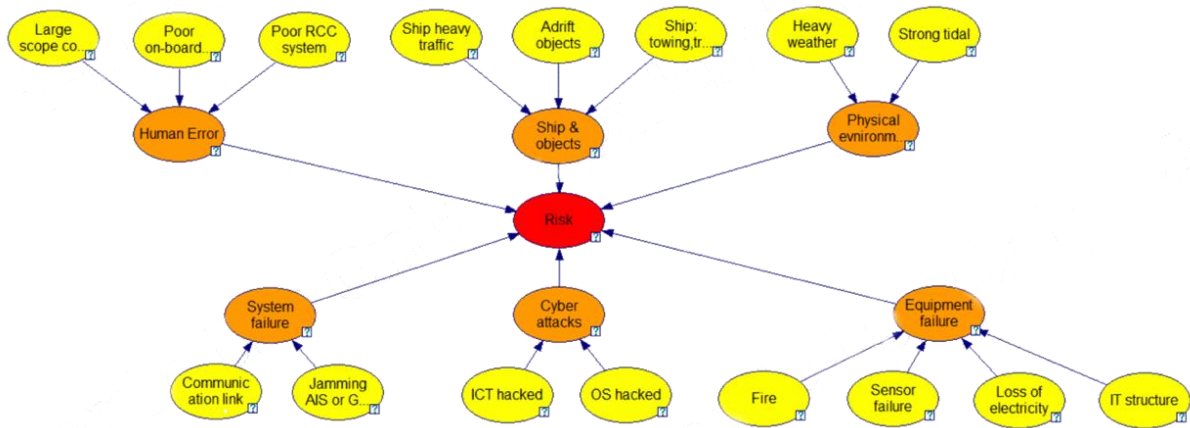 Large
scope co...
Poor
on-board...
Poor RCC
system
Ship heavy
traffic
Adrift
objects
Ship:
towing,tr...
Heavy
weather
Strong tidal
Human Error
Ship &
objects
Physical
evnironm...
Risk
System
failure
Cyber
attacks
Equipment
failure
Communic
ation link
Jamming
AIS or G...
ICT hacked
OS hacked
Fire
Sensor
failure
Loss of
electricity
IT structure